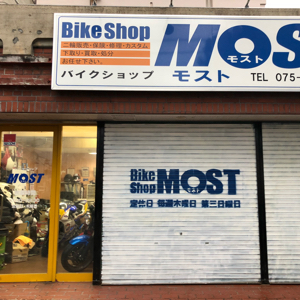 Bike Shop
二輪販売・保険・修理・カスタム
下取り・買取・処分
お任せ下さい。
バイクショップ
MOST
モスト
モスト
TEL 075-
MOST
Bike
Shop
MOST
モスト
定休日 毎週木曜日 第三日曜日